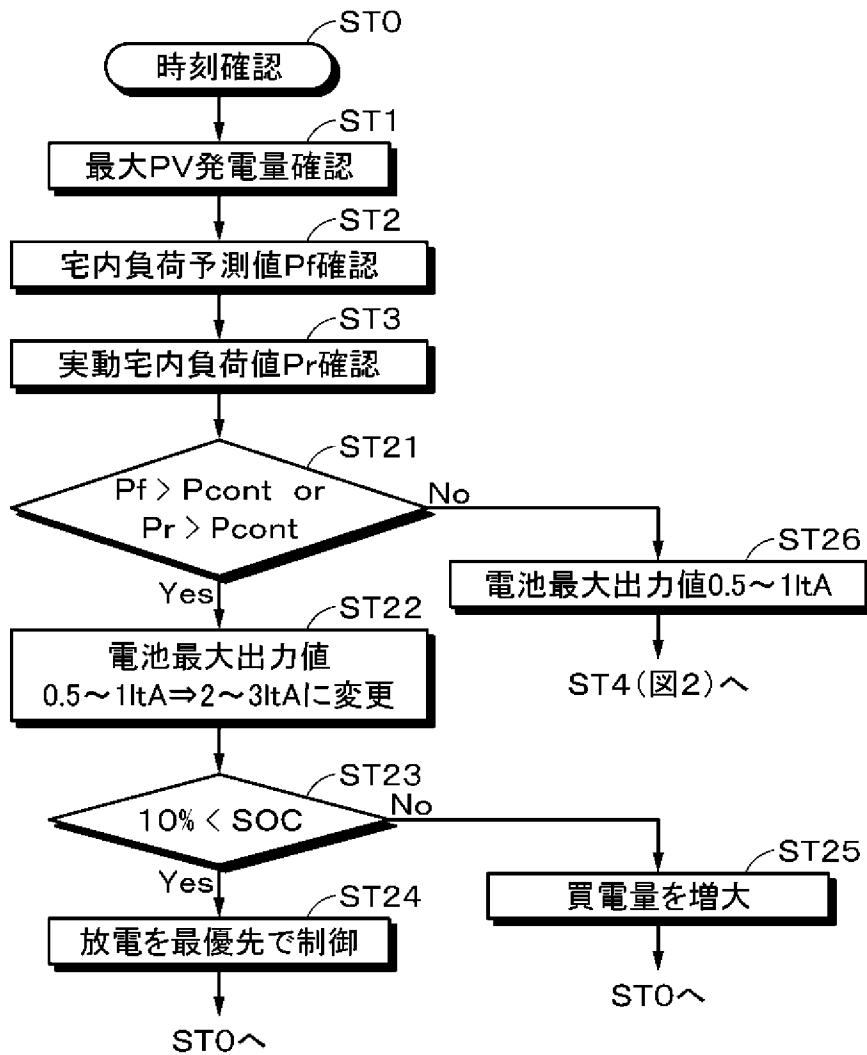 ST0
時刻確認
ST1
最大PV発電量確認
ST2
宅内負荷予測値Pf確認
ST3
実動宅内負荷値Pr確認
ST21
Pf > Pcont or
Pr > Pcont
No
Yes
ST26
電池最大出力値0.5～1ItA
ST4(図2)へ
ST22
電池最大出力値
0.5～1ItA⇒2～3ItAに変更
ST23
10% < SOC
No
Yes
ST25
買電量を増大
ST0へ
ST24
放電を最優先で制御
ST0へ